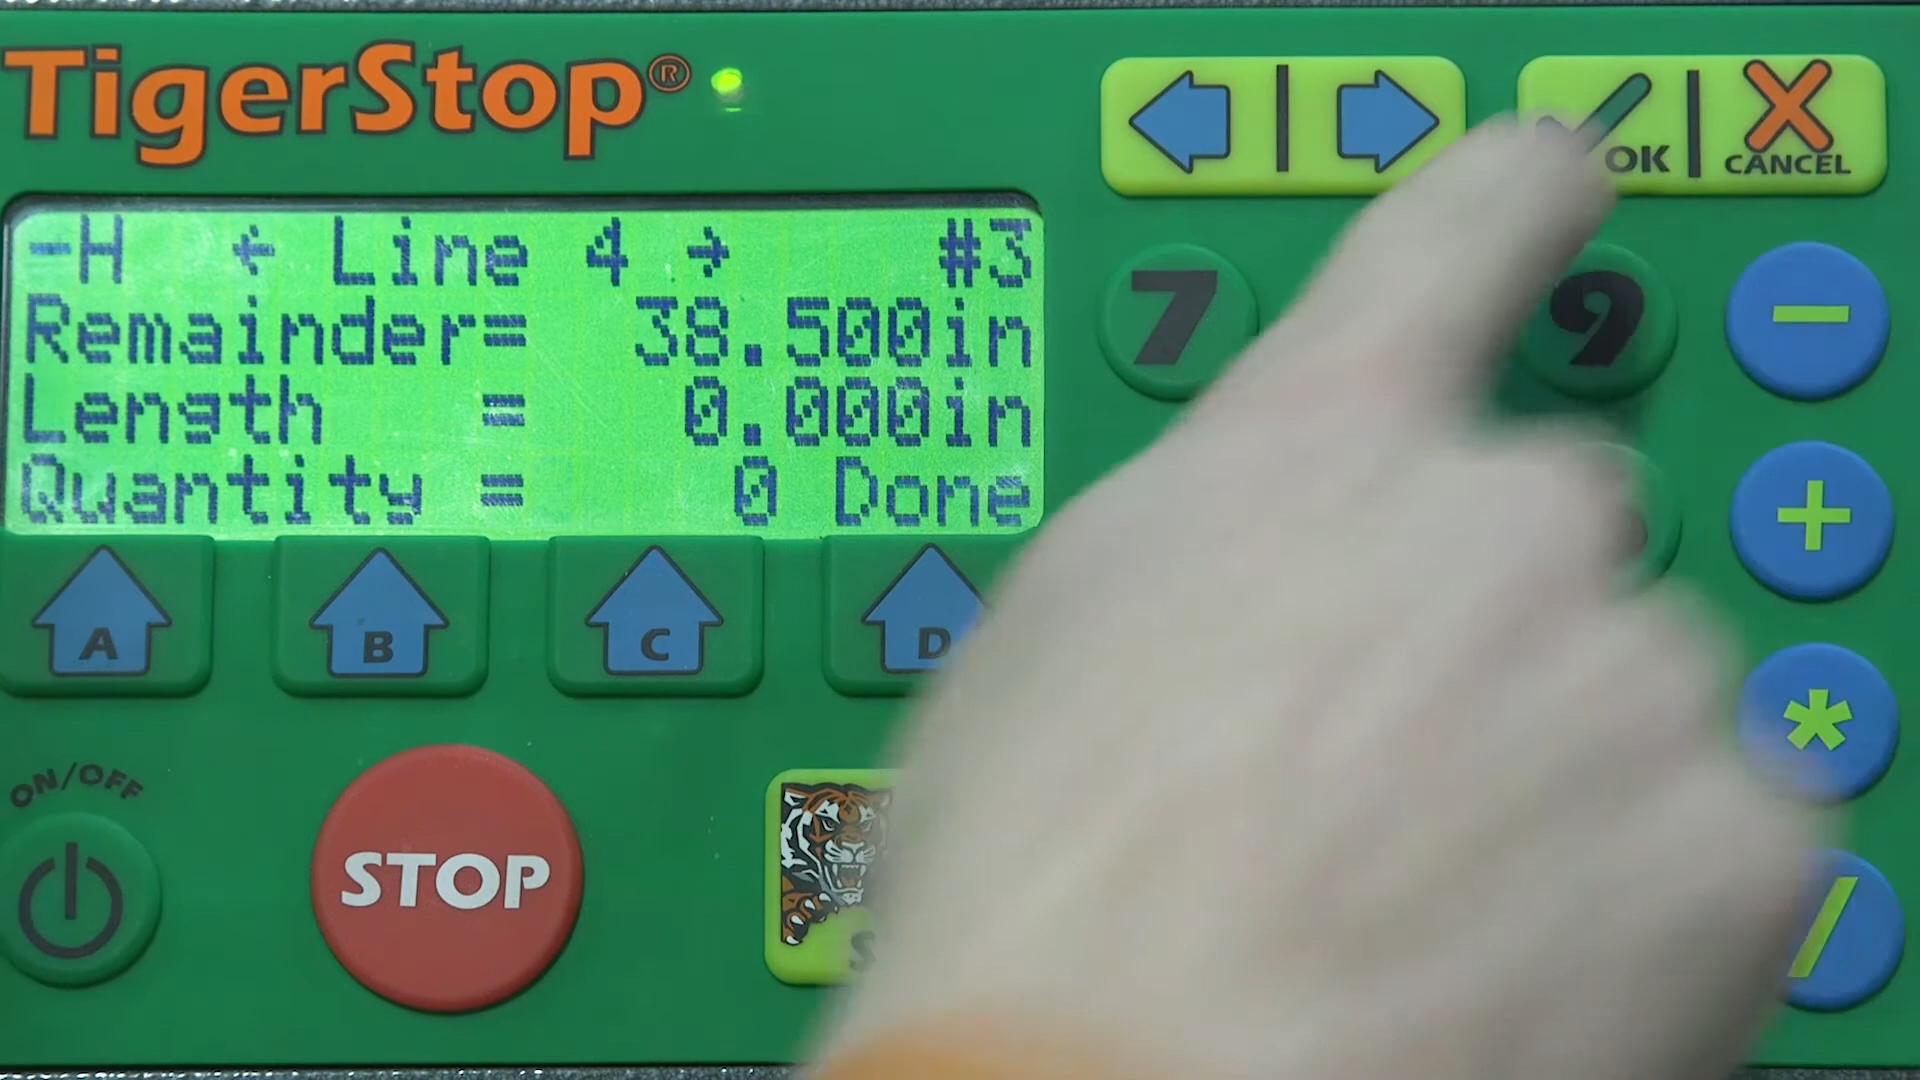 TigerStop®
-H ← Line 4 → #3
Remainder= 38.500in
Length = 0.000in
Quantity = 0 Done
A B C D
ON/OFF
STOP
OK
CANCEL
7 9 −
+
*
/